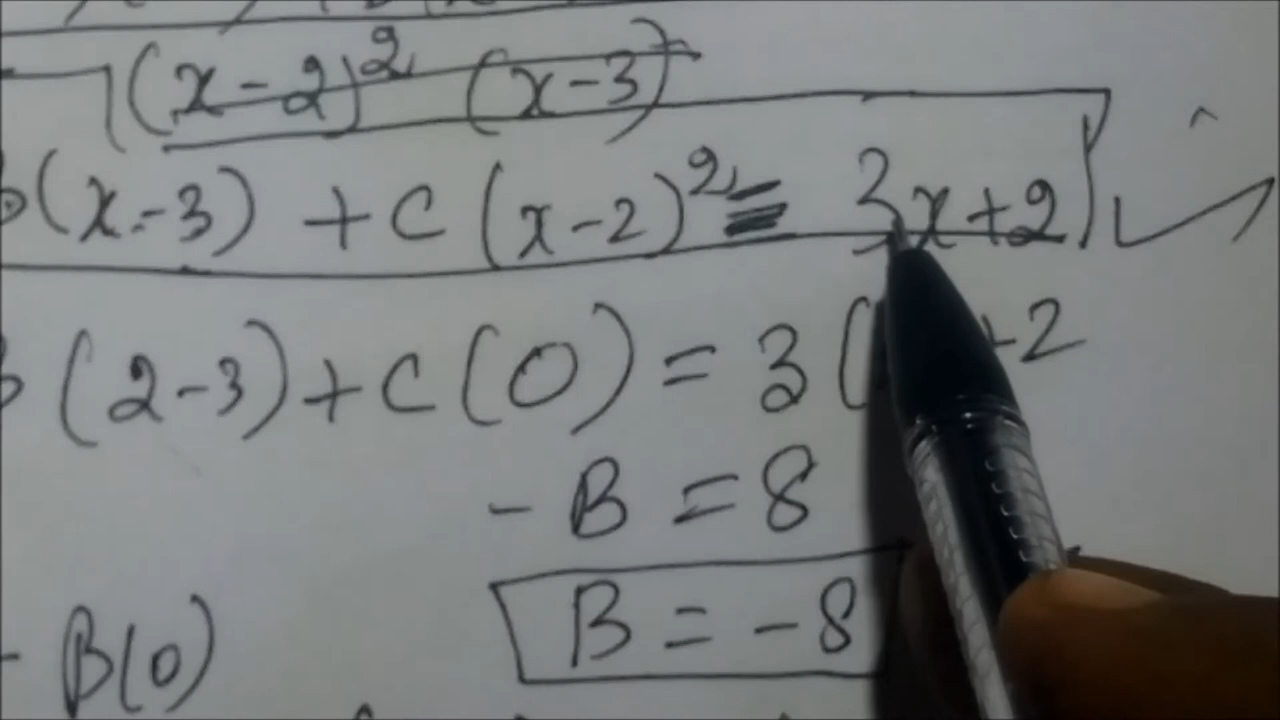 (x-2)² (x-3)
(x-3) + C (x-2)² = 3x+2
(2-3) + C (0) = 3 ( +2
- B = 8
B = -8
- B(0)